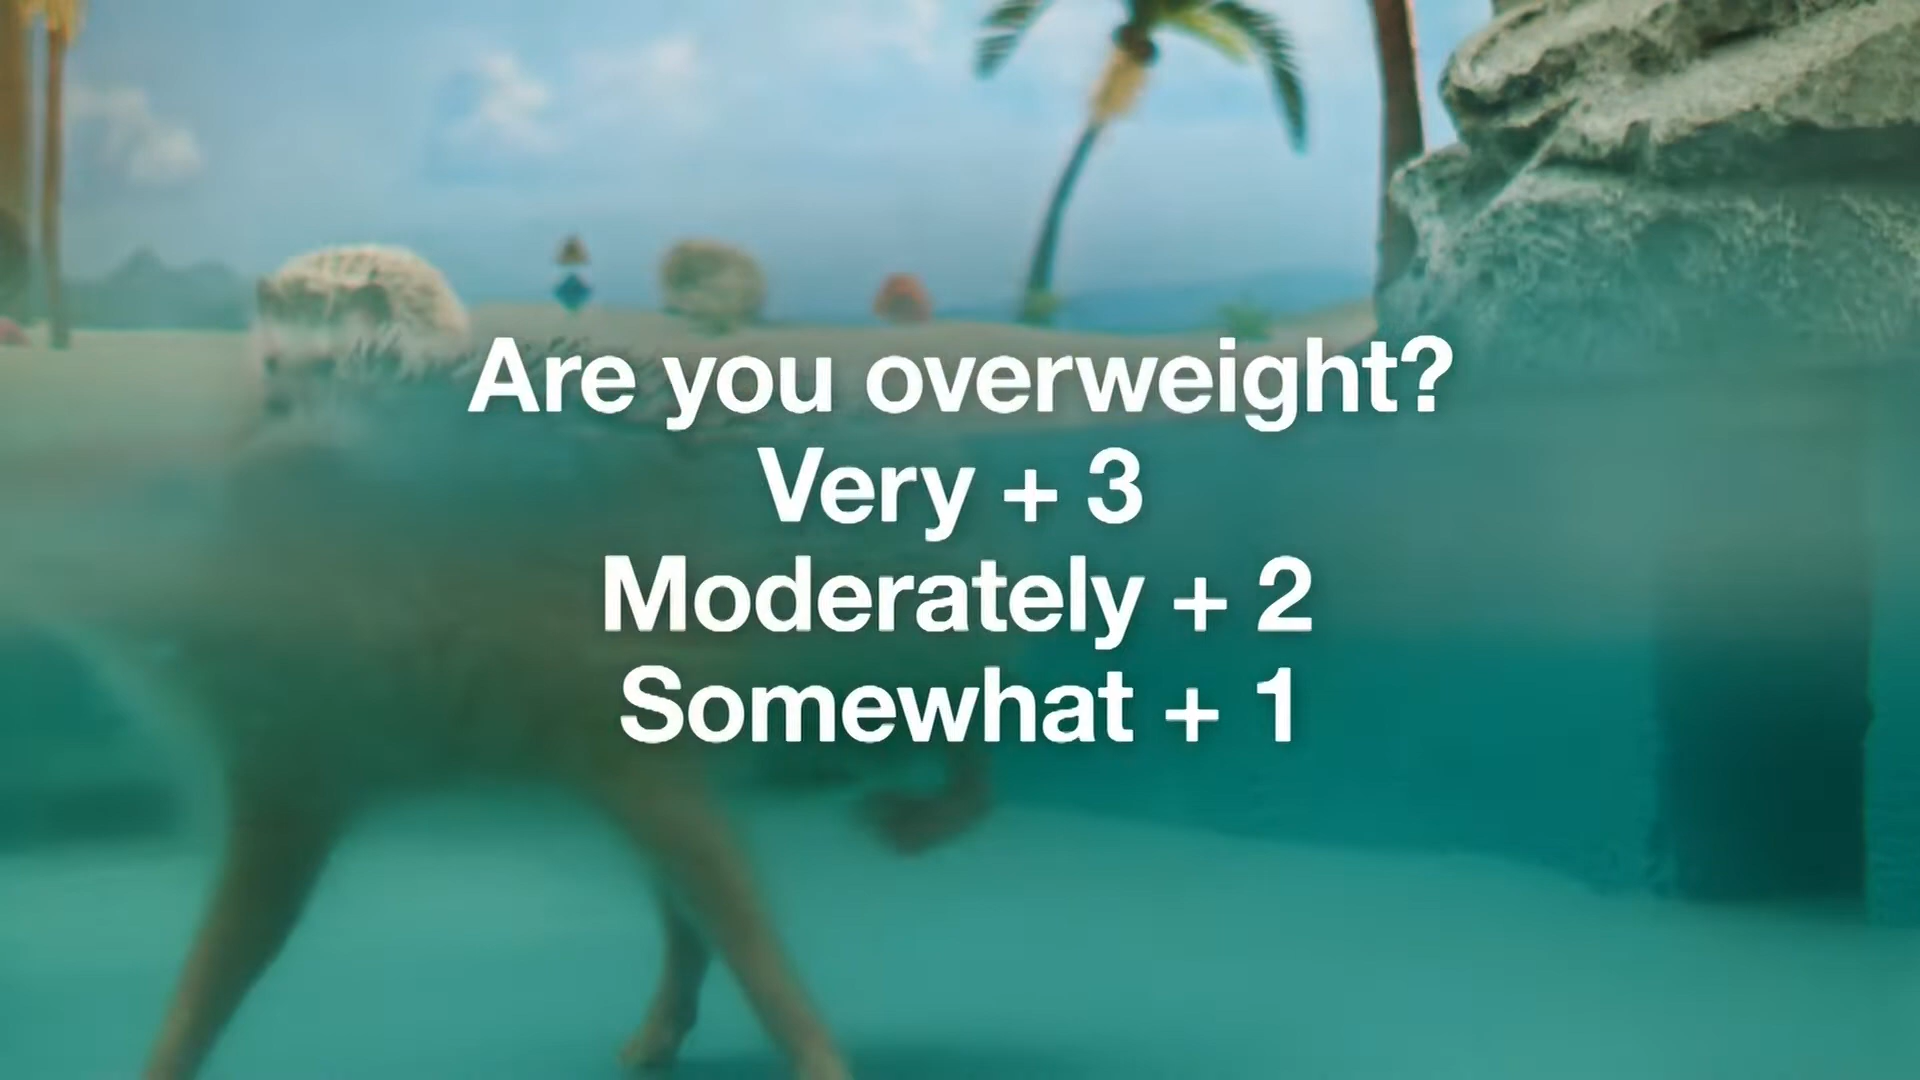 Are you overweight?
Very + 3
Moderately + 2
Somewhat + 1